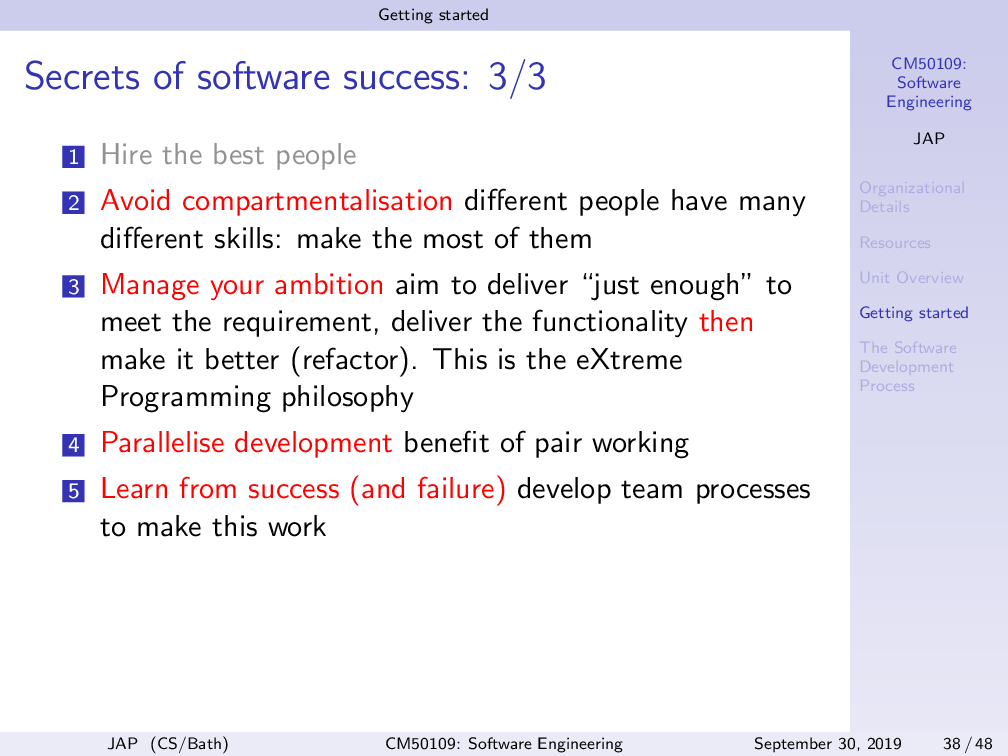 Getting started
Secrets of software success: 3/3
1 Hire the best people
2 Avoid compartmentalisation different people have many
different skills: make the most of them
3 Manage your ambition aim to deliver “just enough” to
meet the requirement, deliver the functionality then
make it better (refactor). This is the eXtreme
Programming philosophy
4 Parallelise development benefit of pair working
5 Learn from success (and failure) develop team processes
to make this work
CM50109:
Software
Engineering
JAP
Organizational
Details
Resources
Unit Overview
Getting started
The Software
Development
Process
JAP (CS/Bath)
CM50109: Software Engineering
September 30, 2019
38 / 48